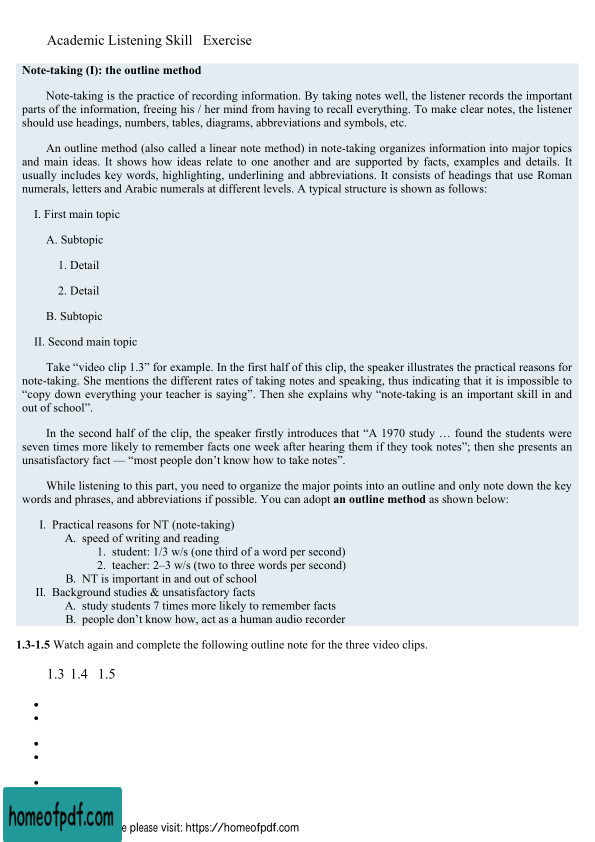 Academic Listening Skill Exercise
Note-taking (I): the outline method
Note-taking is the practice of recording information. By taking notes well, the listener records the important
parts of the information, freeing his / her mind from having to recall everything. To make clear notes, the listener
should use headings, numbers, tables, diagrams, abbreviations and symbols, etc.
An outline method (also called a linear note method) in note-taking organizes information into major topics
and main ideas. It shows how ideas relate to one another and are supported by facts, examples and details. It
usually includes key words, highlighting, underlining and abbreviations. It consists of headings that use Roman
numerals, letters and Arabic numerals at different levels. A typical structure is shown as follows:
I. First main topic
A. Subtopic
1. Detail
2. Detail
B. Subtopic
II. Second main topic
Take “video clip 1.3” for example. In the first half of this clip, the speaker illustrates the practical reasons for
note-taking. She mentions the different rates of taking notes and speaking, thus indicating that it is impossible to
“copy down everything your teacher is saying”. Then she explains why “note-taking is an important skill in and
out of school”.
In the second half of the clip, the speaker firstly introduces that “A 1970 study … found the students were
seven times more likely to remember facts one week after hearing them if they took notes”; then she presents an
unsatisfactory fact — “most people don’t know how to take notes”.
While listening to this part, you need to organize the major points into an outline and only note down the key
words and phrases, and abbreviations if possible. You can adopt an outline method as shown below:
I. Practical reasons for NT (note-taking)
A. speed of writing and reading
1. student: 1/3 w/s (one third of a word per second)
2. teacher: 2–3 w/s (two to three words per second)
B. NT is important in and out of school
II. Background studies & unsatisfactory facts
A. study students 7 times more likely to remember facts
B. people don’t know how, act as a human audio recorder
1.3-1.5 Watch again and complete the following outline note for the three video clips.
1.3 1.4 1.5
•
•
•
•
•
homeofpdf.com
e please visit: https://homeofpdf.com